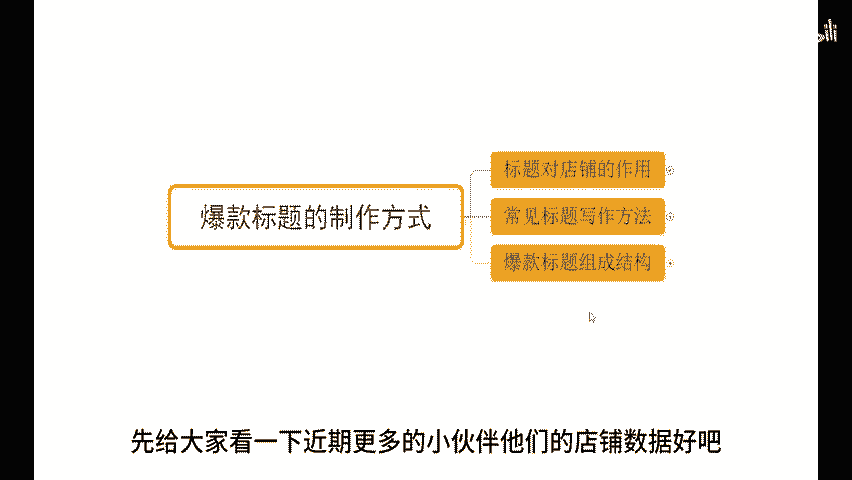 标题对店铺的作用
爆款标题的制作方式
常见标题写作方法
爆款标题组成结构
先给大家看一下近期更多的小伙伴他们的店铺数据好吧